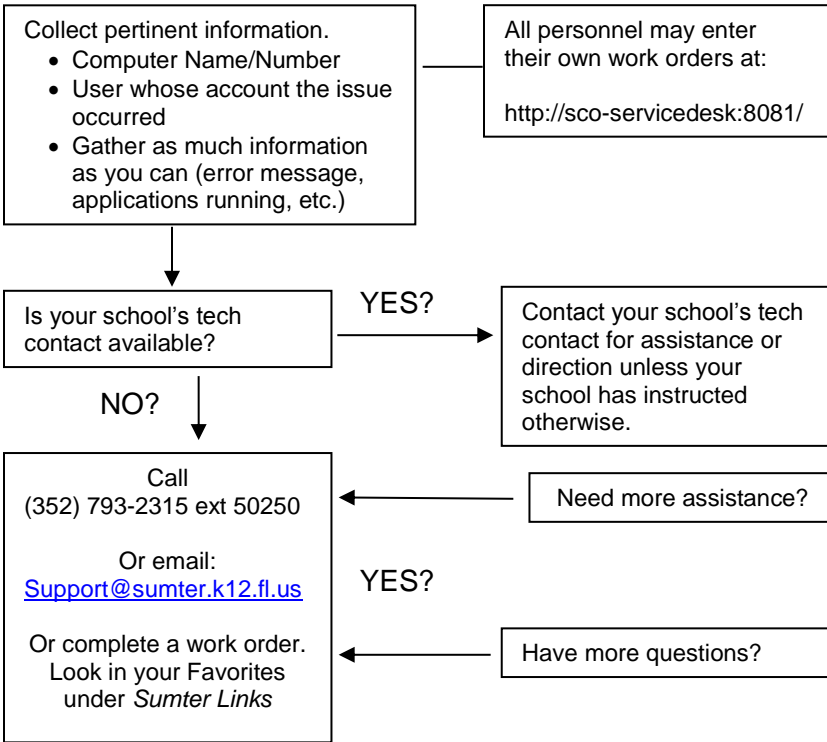 Collect pertinent information.
• Computer Name/Number
• User whose account the issue
occurred
• Gather as much information
as you can (error message,
applications running, etc.)
All personnel may enter
their own work orders at:
http://sco-servicedesk:8081/
Is your school’s tech
contact available?
YES?
Contact your school’s tech
contact for assistance or
direction unless your
school has instructed
otherwise.
NO?
Call
(352) 793-2315 ext 50250
Or email:
Support@sumter.k12.fl.us
Or complete a work order.
Look in your Favorites
under Sumter Links
Need more assistance?
YES?
Have more questions?